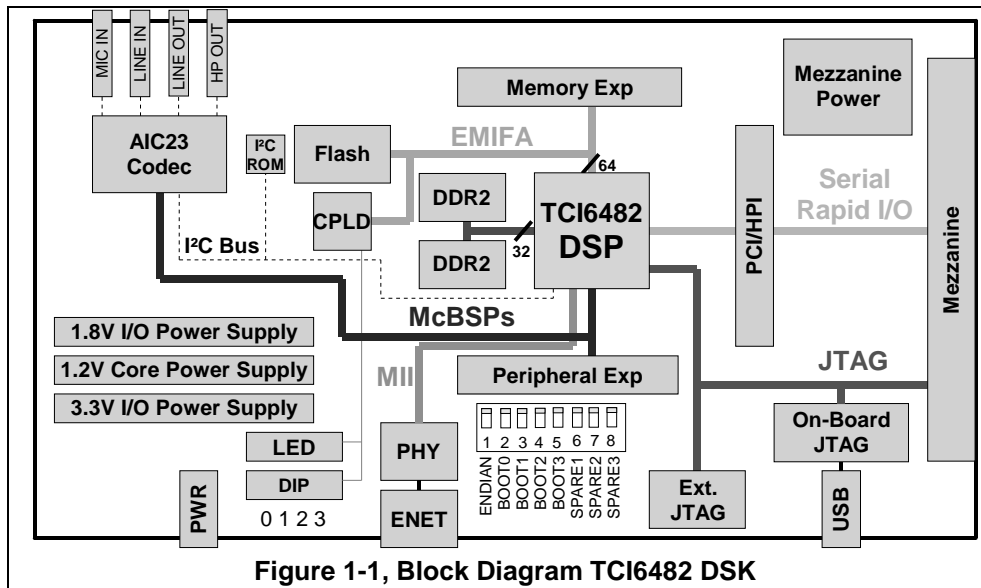 MIC IN
LINE IN
LINE OUT
HP OUT
AIC23
Codec
I²C
ROM
Flash
CPLD
EMIFA
Memory Exp
64
DDR2
DDR2
32
TCI6482
DSP
I²C Bus
McBSPs
MII
Mezzanine
Power
PCI/HPI
Serial
Rapid I/O
Mezzanine
JTAG
1.8V I/O Power Supply
1.2V Core Power Supply
3.3V I/O Power Supply
LED
DIP
0 1 2 3
PWR
PHY
ENET
Peripheral Exp
1 2 3 4 5 6 7 8
ENDIAN
BOOT0
BOOT1
BOOT2
BOOT3
SPARE1
SPARE2
SPARE3
Ext.
JTAG
On-Board
JTAG
USB
Figure 1-1, Block Diagram TCI6482 DSK